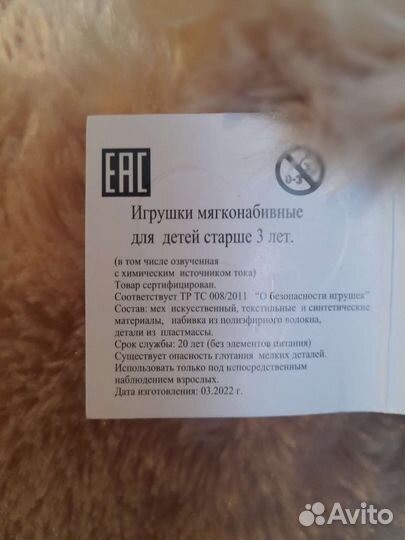 EAC
0-3
Игрушки мягконабивные
для детей старше 3 лет.
(в том числе озвученная
с химическим источником тока)
Товар сертифицирован.
Соответствует ТР ТС 008/2011 "О безопасности игрушек"
Состав: мех искусственный, текстильные и синтетические
материалы, набивка из полиэфирного волокна,
детали из пластмассы.
Срок службы: 20 лет (без элементов питания)
Существует опасность глотания мелких деталей.
Использовать только под непосредственным
наблюдением взрослых.
Дата изготовления: 03.2022 г.
Avito